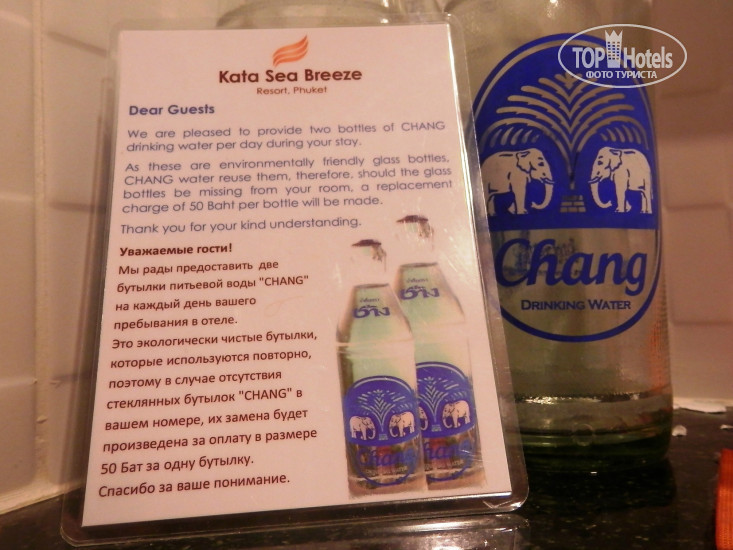 Kata Sea Breeze
Resort, Phuket
Dear Guests
We are pleased to provide two bottles of CHANG
drinking water per day during your stay.
As these are environmentally friendly glass bottles,
CHANG water reuse them, therefore, should the glass
bottles be missing from your room, a replacement
charge of 50 Baht per bottle will be made.
Thank you for your kind understanding.
Уважаемые гости!
Мы рады предоставить две
бутылки питьевой воды "CHANG"
на каждый день вашего
пребывания в отеле.
Это экологически чистые бутылки,
которые используются повторно,
поэтому в случае отсутствия
стеклянных бутылок "CHANG" в
вашем номере, их замена будет
произведена за оплату в размере
50 Бат за одну бутылку.
Спасибо за ваше понимание.
Chang
Chang
Chang
DRINKING WATER
TOP Hotels
ФОТО ТУРИСТА